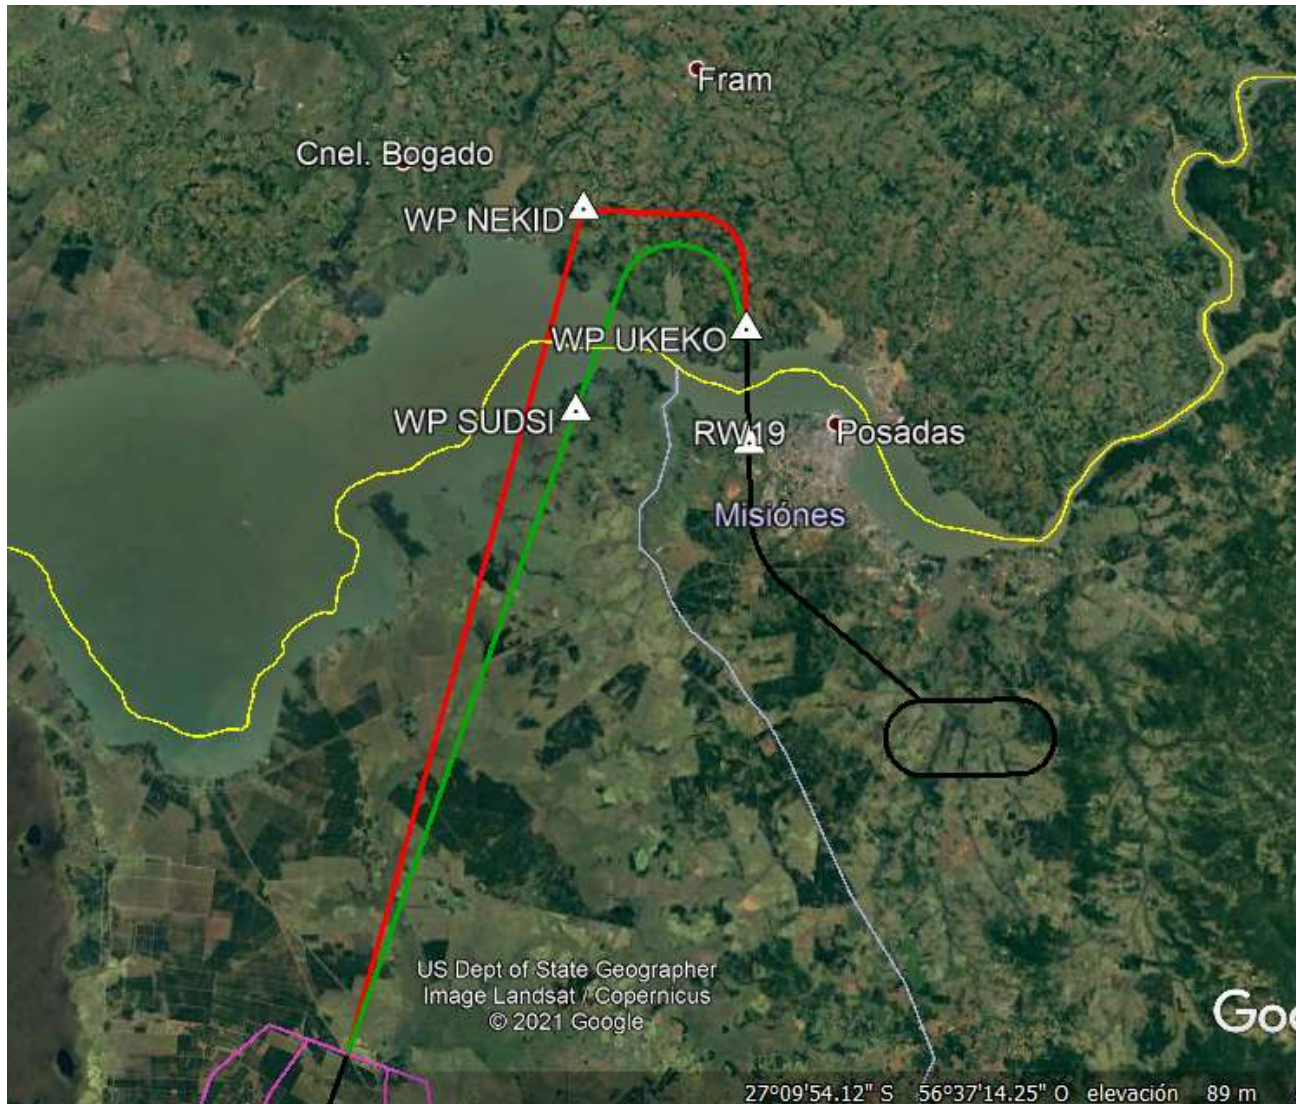 Fram
Cnel. Bogado
WP NEKID
WP UKEKO
WP SUDSI
RW19
Posadas
Misiónes
US Dept of State Geographer
Image Landsat / Copernicus
© 2021 Google
Goo
27°09'54.12" S 56°37'14.25" O elevación 89 m